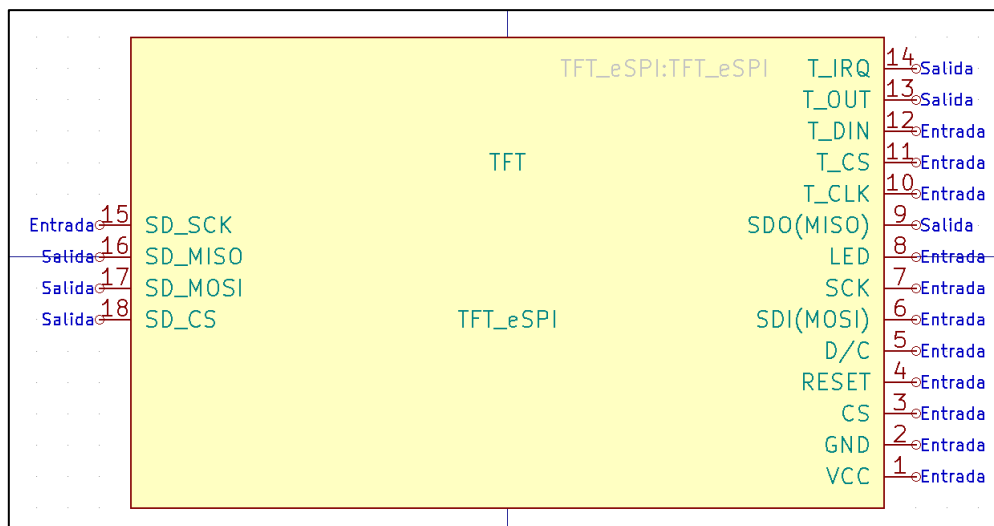 TFT_eSPI:TFT_eSPI
T_IRQ 14 Salida
T_OUT 13 Salida
T_DIN 12 Entrada
TFT
T_CS 11 Entrada
T_CLK 10 Entrada
Entrada 15 SD_SCK
SDO(MISO) 9 Salida
Salida 16 SD_MISO
LED 8 Entrada
Salida 17 SD_MOSI
SCK 7 Entrada
Salida 18 SD_CS
TFT_eSPI
SDI(MOSI) 6 Entrada
D/C 5 Entrada
RESET 4 Entrada
CS 3 Entrada
GND 2 Entrada
VCC 1 Entrada